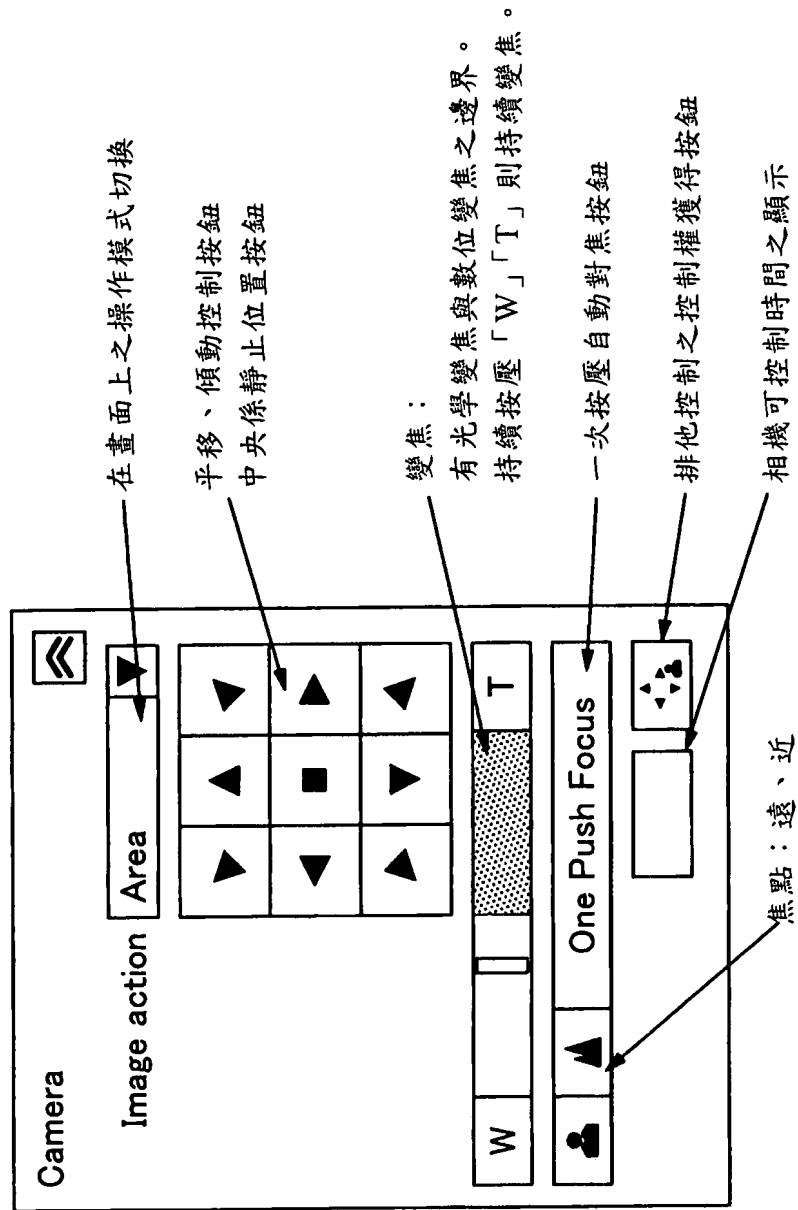 Camera
Image action
Area
W
T
One Push Focus
在畫面上之操作模式切換
平移、傾動控制按鈕
中央係靜止位置按鈕
變焦：
有光學變焦與數位變焦之邊界。
持續按壓「W」「T」則持續變焦。
一次按壓自動對焦按鈕
排他控制之控制權獲得按鈕
相機可控制時間之顯示
焦點：遠、近